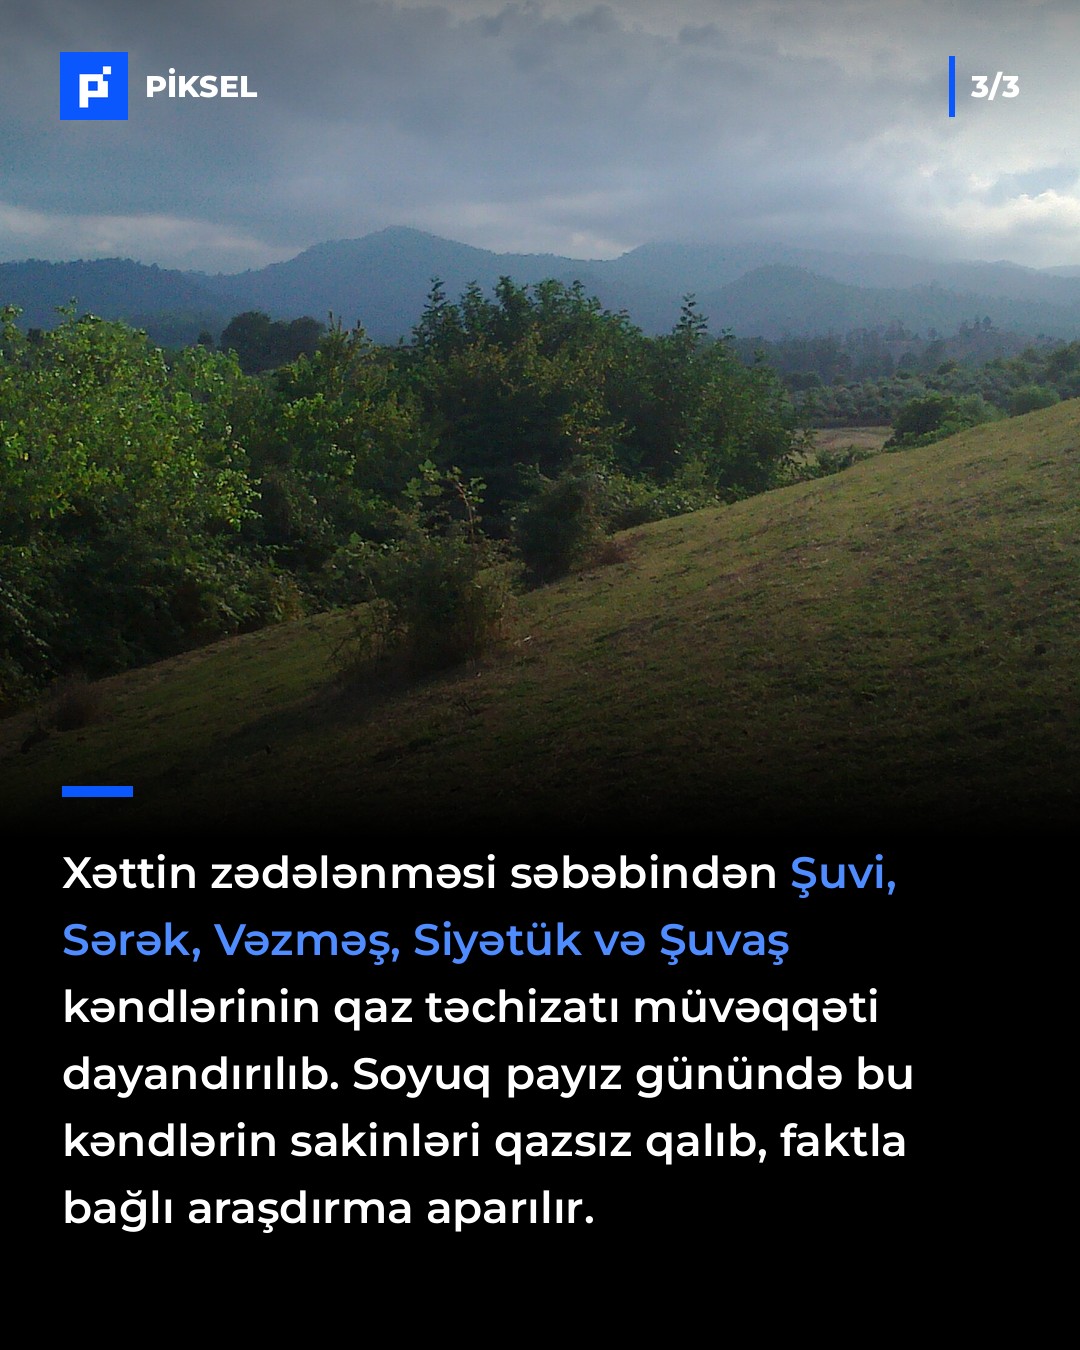 PİKSEL
3/3
Xəttin zədələnməsi səbəbindən Şuvi,
Sərək, Vəzməş, Siyətük və Şuvaş
kəndlərinin qaz təchizatı müvəqqəti
dayandırılıb. Soyuq payız günündə bu
kəndlərin sakinləri qazsız qalıb, faktla
bağlı araşdırma aparılır.